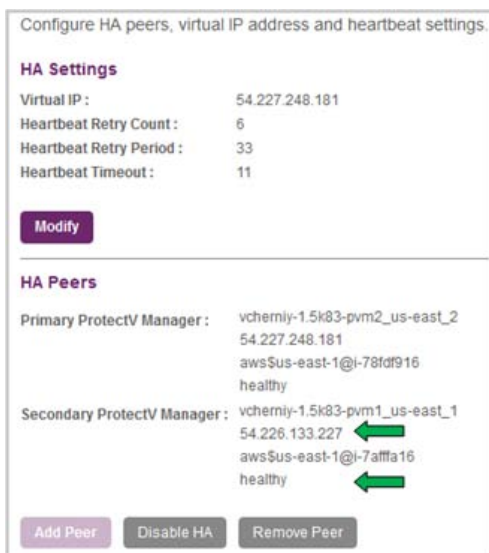 Configure HA peers, virtual IP address and heartbeat settings.
HA Settings
Virtual IP : 54.227.248.181
Heartbeat Retry Count : 6
Heartbeat Retry Period : 33
Heartbeat Timeout : 11
Modify
HA Peers
Primary ProtectV Manager : vcherniy-1.5k83-pvm2_us-east_2
54.227.248.181
aws$us-east-1@i-78fdf916
healthy
Secondary ProtectV Manager : vcherniy-1.5k83-pvm1_us-east_1
54.226.133.227
aws$us-east-1@i-7afffa16
healthy
Add Peer Disable HA Remove Peer